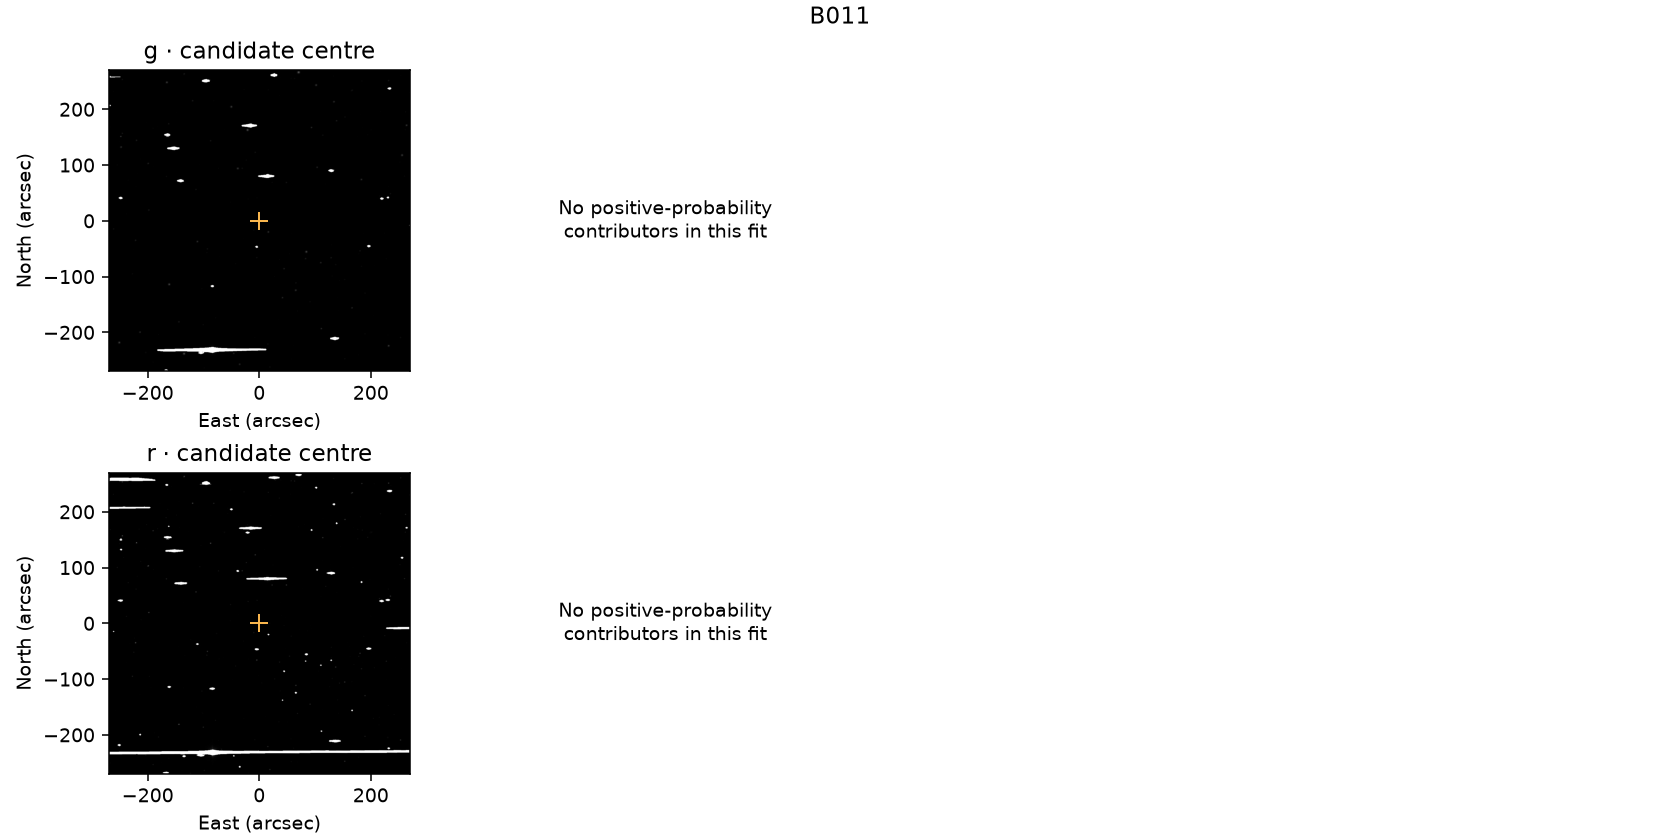 B011
g · candidate centre
200
100
0
−100
−200
North (arcsec)
−200
0
200
East (arcsec)
No positive-probability
contributors in this fit
r · candidate centre
200
100
0
−100
−200
North (arcsec)
−200
0
200
East (arcsec)
No positive-probability
contributors in this fit